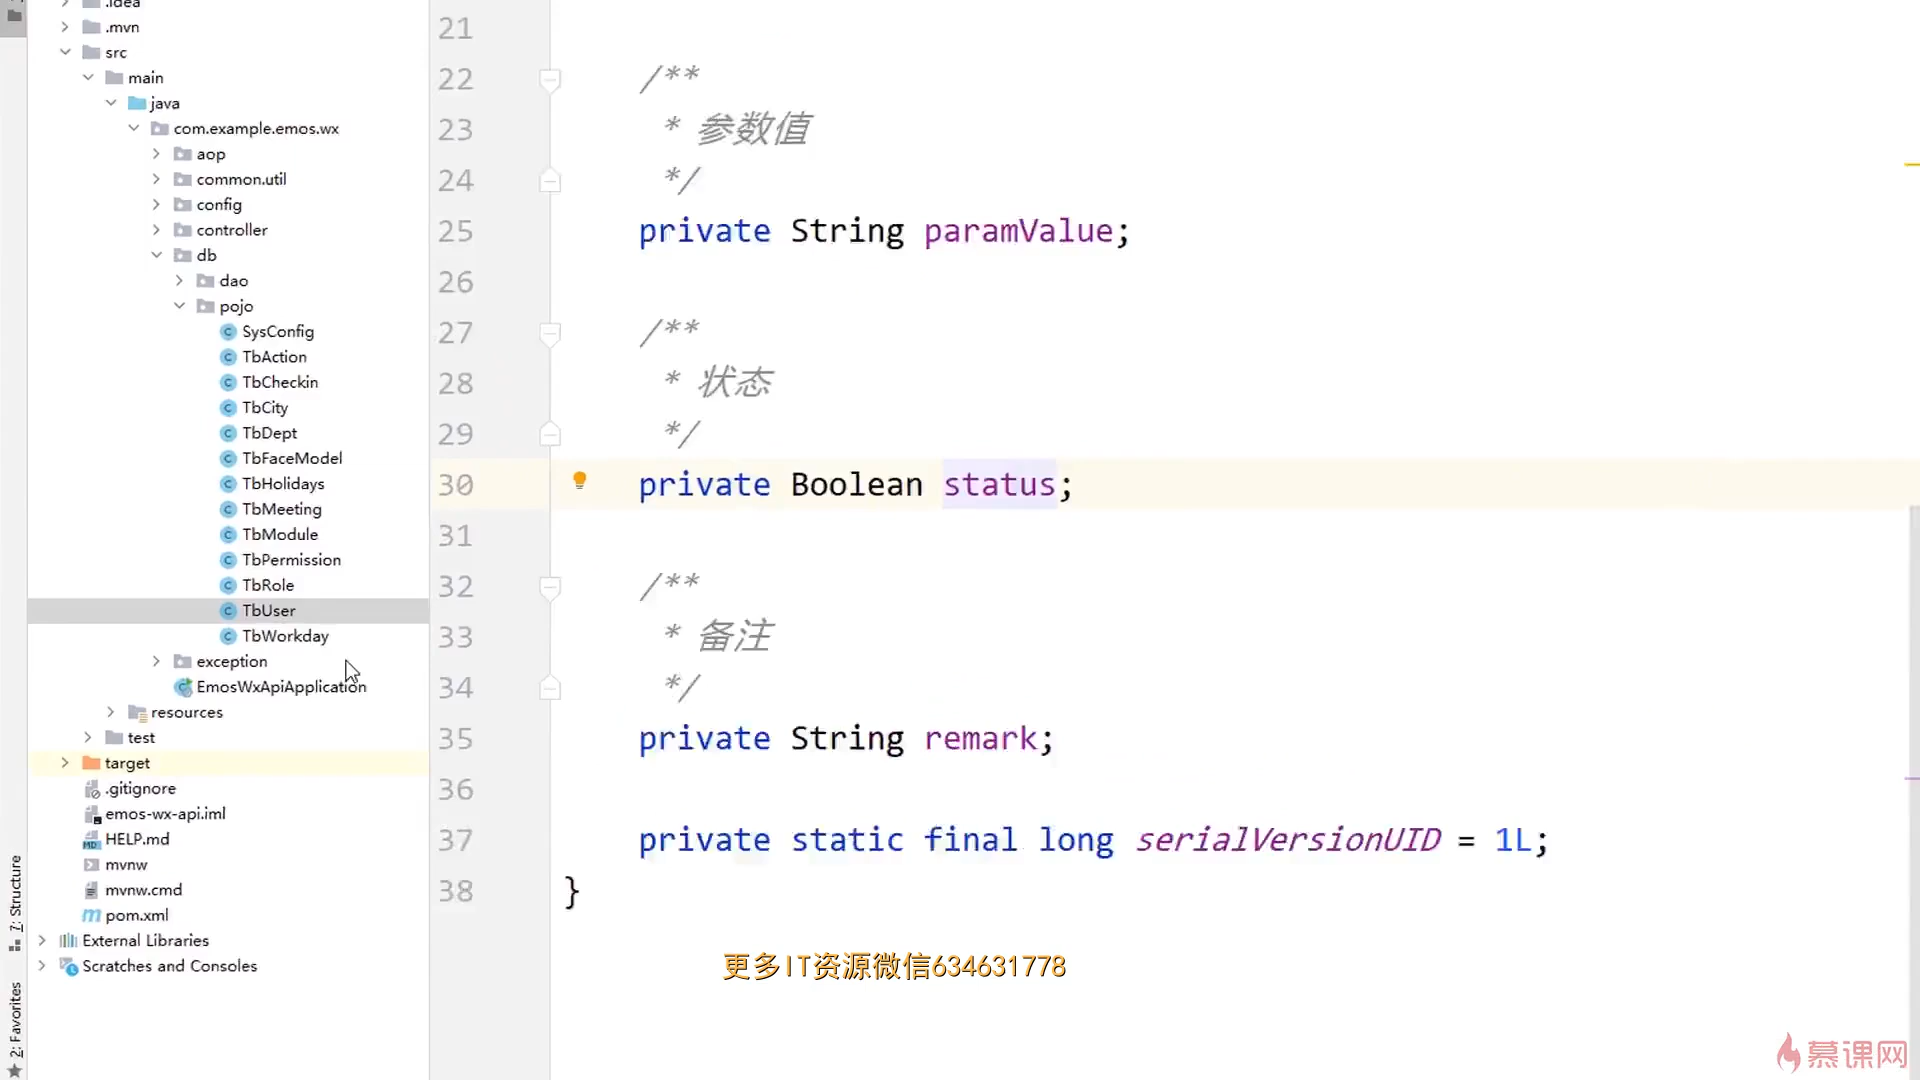 .idea
.mvn
src
main
java
com.example.emos.wx
aop
common.util
config
controller
db
dao
pojo
SysConfig
TbAction
TbCheckin
TbCity
TbDept
TbFaceModel
TbHolidays
TbMeeting
TbModule
TbPermission
TbRole
TbUser
TbWorkday
exception
EmosWxApiApplication
resources
test
target
.gitignore
emos-wx-api.iml
HELP.md
mvnw
mvnw.cmd
pom.xml
External Libraries
Scratches and Consoles
7: Structure
2: Favorites
21
22 /**
23 * 参数值
24 */
25 private String paramValue;
26
27 /**
28 * 状态
29 */
30 private Boolean status;
31
32 /**
33 * 备注
34 */
35 private String remark;
36
37 private static final long serialVersionUID = 1L;
38 }
更多IT资源微信634631778
慕课网